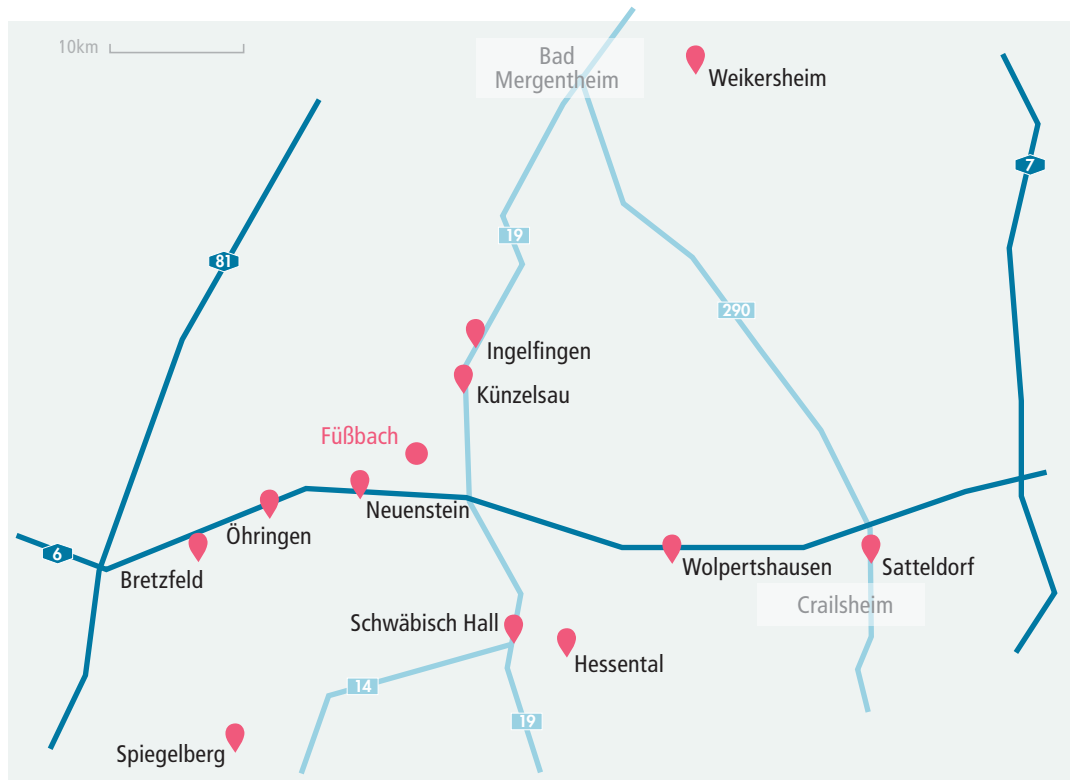 10km
Bad
Mergentheim
Weikersheim
7
19
81
290
Ingelfingen
Künzelsau
Füßbach
Neuenstein
Öhringen
6
Bretzfeld
Wolpertshausen
Satteldorf
Crailsheim
Schwäbisch Hall
Hessental
14
19
Spiegelberg